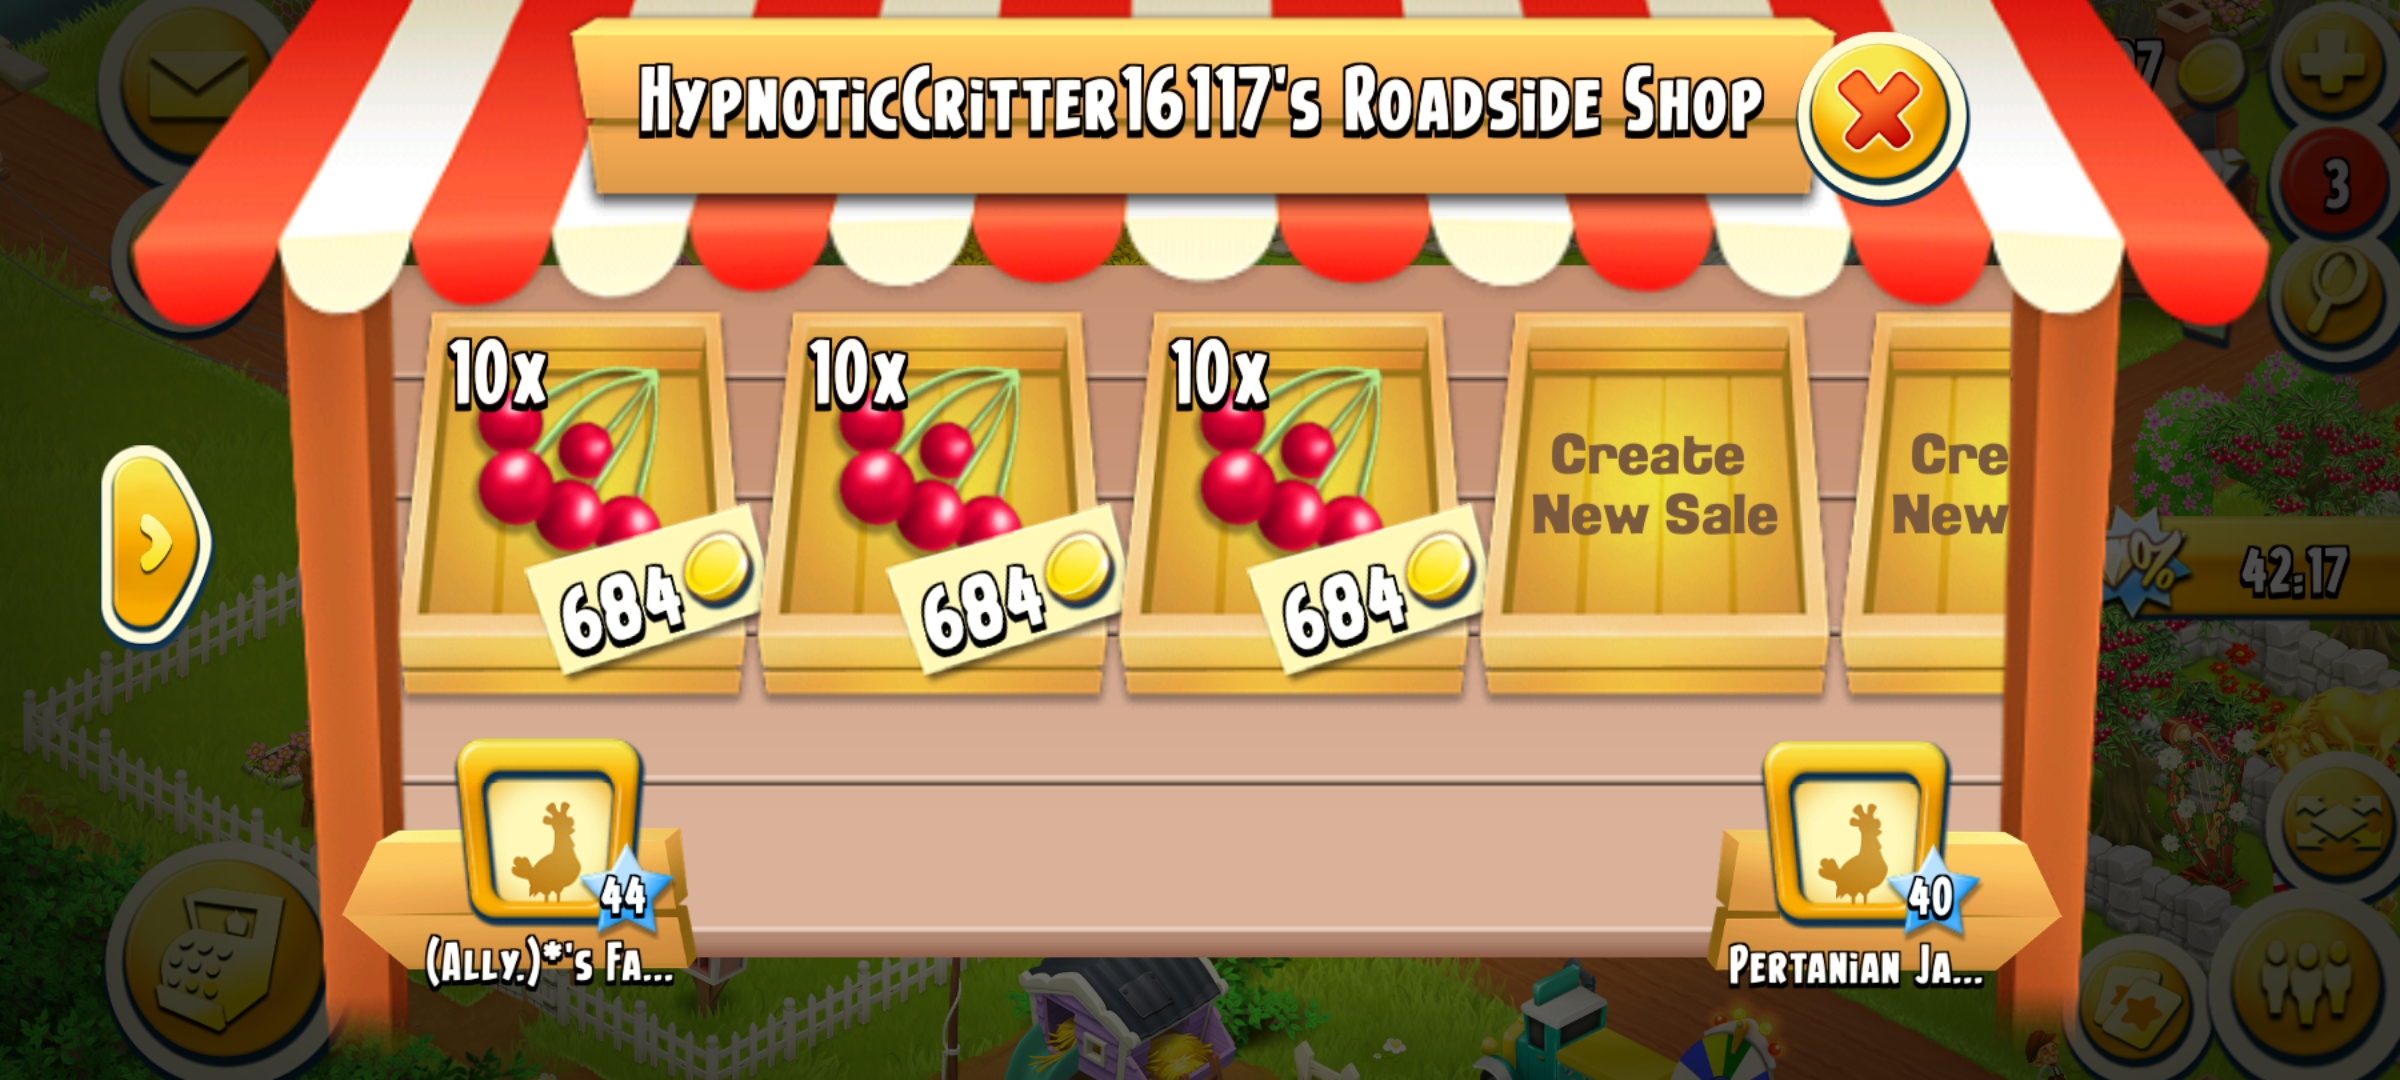 HypnoticCritter16117's Roadside Shop
3
10x
10x
10x
Create
New Sale
Cre
New
684
684
684
42:17
44
(Ally.)*'s Fa...
40
Pertanian Ja...